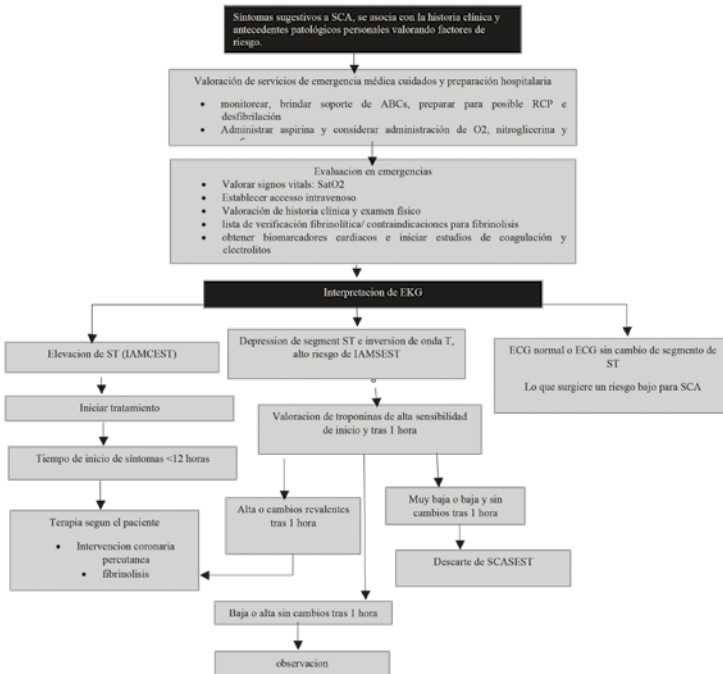 Síntomas sugestivos a SCA, se asocia con la historia clínica y
antecedentes patológicos personales valorando factores de
riesgo.
Valoración de servicios de emergencia médica cuidados y preparación hospitalaria
• monitorear, brindar soporte de ABCs, preparar para posible RCP e
desfibrilación
• Administrar aspirina y considerar administración de O2, nitroglicerina y
Evaluacion en emergencias
• Valorar signos vitals: SatO2
• Establecer accesso intravenoso
• Valoración de historia clínica y examen físico
• lista de verificación fibrinolítica/ contraindicaciones para fibrinolisis
• obtener biomarcadores cardiacos e iniciar estudios de coagulación y
electrolitos
Interpretacion de EKG
Elevacion de ST (IAMCEST)
Depression de segment ST e inversion de onda T,
alto riesgo de IAMSEST
ECG normal o ECG sin cambio de segmento de
ST
Lo que surgiere un riesgo bajo para SCA
Iniciar tratamiento
Valoracion de troponinas de alta sensibilidad
de inicio y tras 1 hora
Tiempo de inicio de síntomas <12 horas
Alta o cambios revalentes
tras 1 hora
Muy baja o baja y sin
cambios tras 1 hora
Terapia segun el paciente
• Intervencion coronaria
percutanea
• fibrinolisis
Descarte de SCASEST
Baja o alta sin cambios tras 1 hora
observacion